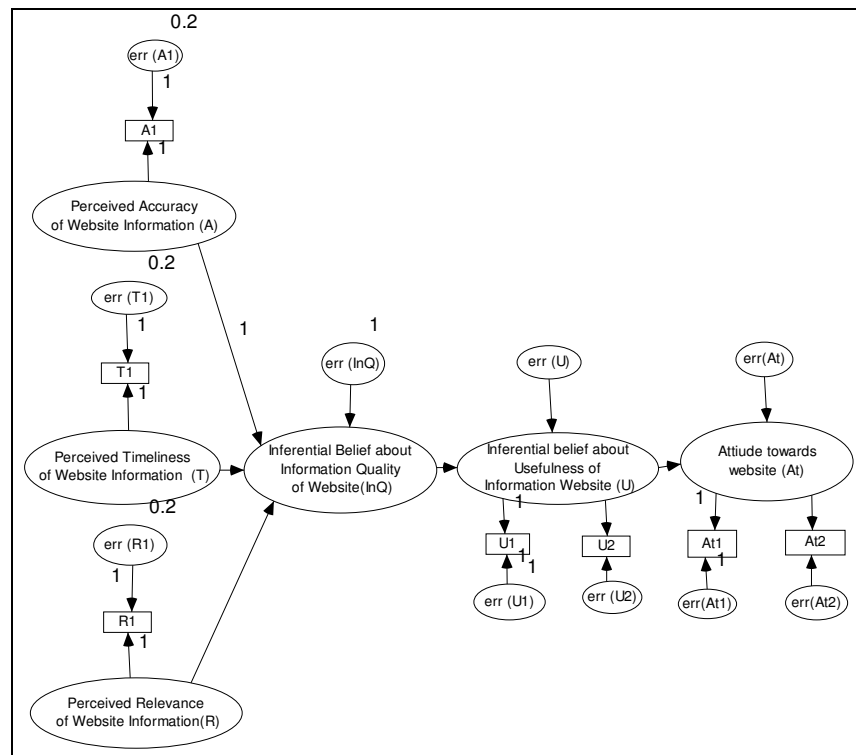 0.2
err (A1)
1
A1
1
Perceived Accuracy
of Website Information (A)
0.2
err (T1)
1
T1
1
Perceived Timeliness
of Website Information (T)
0.2
err (R1)
1
R1
1
Perceived Relevance
of Website Information(R)
1
1
err (InQ)
Inferential Belief about
Information Quality
of Website(InQ)
err (U)
Inferential belief about
Usefulness of
Information Website (U)
1
U1
1
1
err (U1)
U2
err (U2)
err(At)
Attiude towards
website (At)
1
At1
1
err(At1)
At2
err(At2)